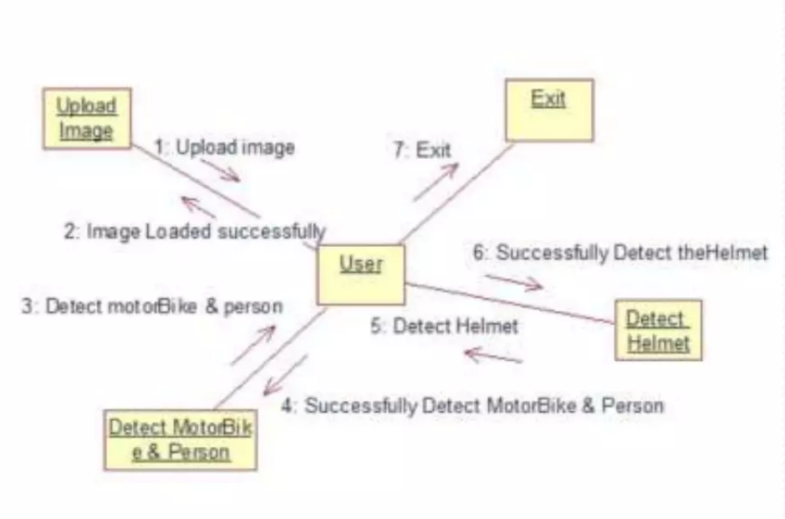 Upload
Image
Exit
1: Upload image
7: Exit
2: Image Loaded successfully
6: Successfully Detect theHelmet
User
3: Detect motorBike & person
5: Detect Helmet
Detect
Helmet
4: Successfully Detect MotorBike & Person
Detect MotorBik
e & Person